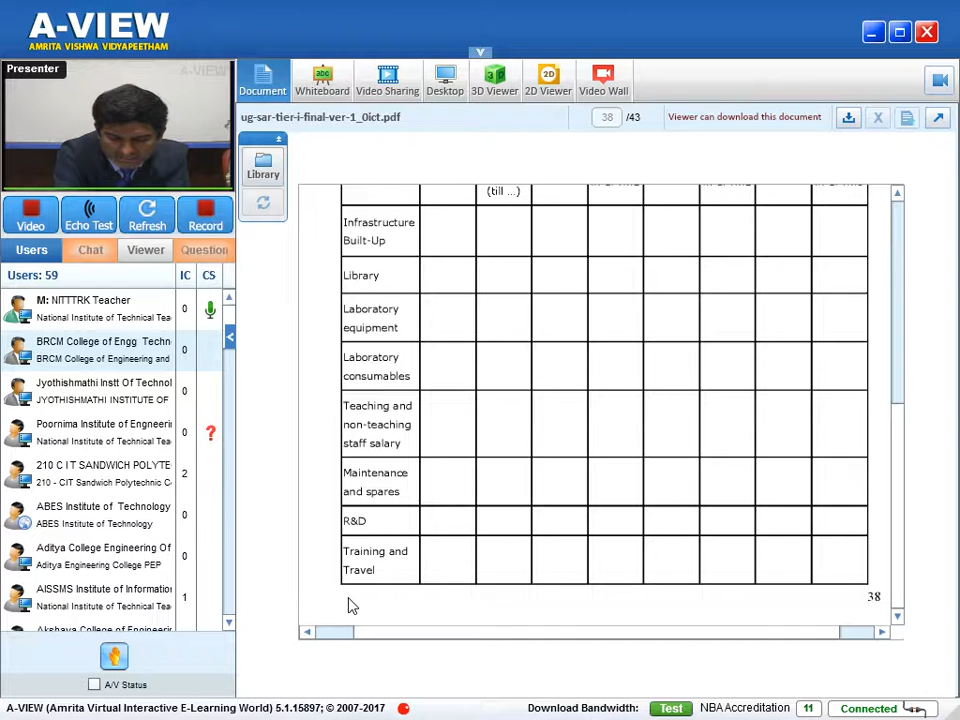 A-VIEW
AMRITA VISHWA VIDYAPEETHAM
Presenter
A-VIEW
Document
Whiteboard
Video Sharing
Desktop
3D Viewer
2D Viewer
Video Wall
ug-sar-tier-i-final-ver-1_0ict.pdf
38 /43
Viewer can download this document
Library
Video
Echo Test
Refresh
Record
Users
Chat
Viewer
Question
Users: 59
IC
CS
M: NITTTRK Teacher
National Institute of Technical Tea
0
BRCM College of Engg Techn
BRCM College of Engineering and
0
Jyothishmathi Instt Of Technol
JYOTHISHMATHI INSTITUTE OF
0
Poornima Institute of Engneeri
National Institute of Technical Tea
0
?
210 C I T SANDWICH POLYTE
210 - CIT Sandwich Polytechnic C
2
ABES Institute of Technology
ABES Institute of Technology
0
Aditya College Engineering Of
Aditya Engineering College PEP
0
AISSMS Institute of Information
National Institute of Technical Tea
1
Akshaya College of Engineeri
A/V Status
(till ...)
Infrastructure
Built-Up
Library
Laboratory
equipment
Laboratory
consumables
Teaching and
non-teaching
staff salary
Maintenance
and spares
R&D
Training and
Travel
38
A-VIEW (Amrita Virtual Interactive E-Learning World) 5.1.15897; © 2007-2017
Download Bandwidth:
Test
NBA Accreditation
11
Connected